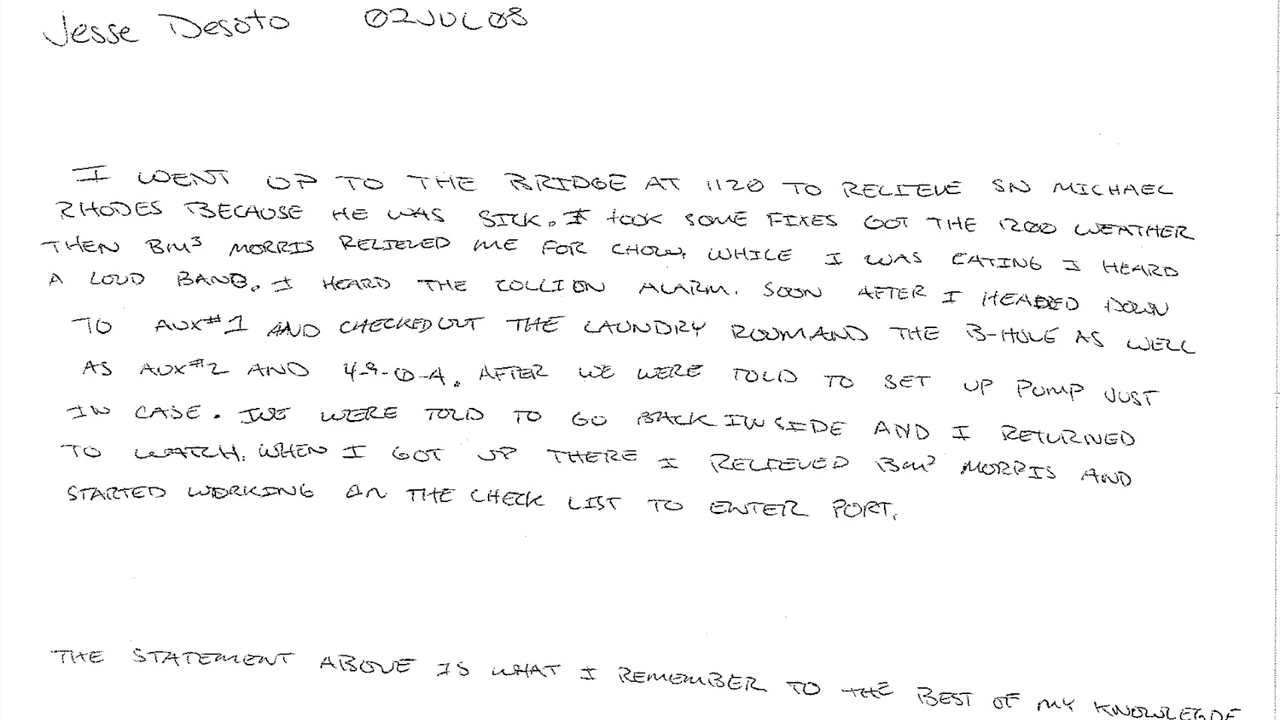 Jesse Desoto 02JUL08
I WENT UP TO THE BRIDGE AT 1120 TO RELIEVE SN MICHAEL
RHODES BECAUSE HE WAS SICK. I TOOK SOME FIXES GOT THE 1200 WEATHER
THEN BM3 MORRIS RELIEVED ME FOR CHOW. WHILE I WAS EATING I HEARD
A LOUD BANG. I HEARD THE COLLION ALARM. SOON AFTER I HEADED DOWN
TO AUX#1 AND CHECKED OUT THE LAUNDRY ROOM AND THE B-HOLE AS WELL
AS AUX#2 AND 4-9-0-A. AFTER WE WERE TOLD TO SET UP PUMP JUST
IN CASE. WE WERE TOLD TO GO BACK INSIDE AND I RETURNED
TO WATCH. WHEN I GOT UP THERE I RELIEVED BM3 MORRIS AND
STARTED WORKING ON THE CHECK LIST TO ENTER PORT.
THE STATEMENT ABOVE IS WHAT I REMEMBER TO THE BEST OF MY KNOWLEGDE